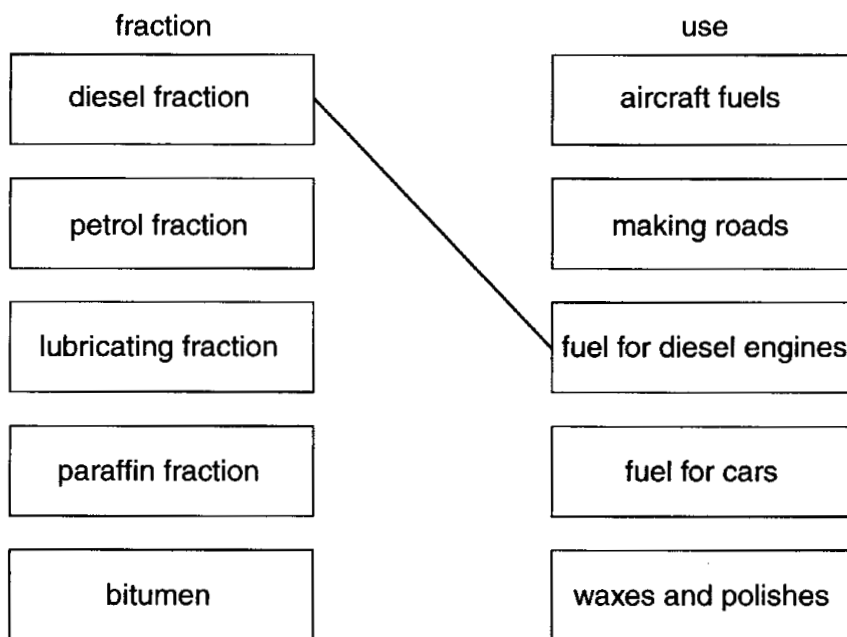 fraction
use
diesel fraction
aircraft fuels
petrol fraction
making roads
lubricating fraction
fuel for diesel engines
paraffin fraction
fuel for cars
bitumen
waxes and polishes